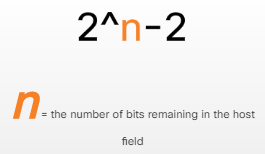 2^n-2
n = the number of bits remaining in the host
field